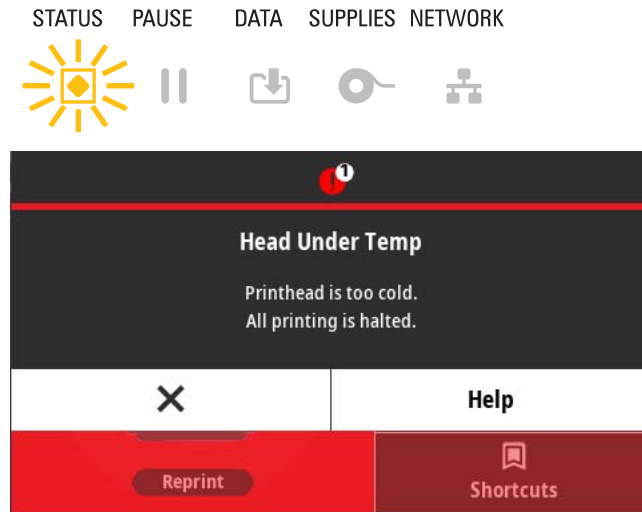 STATUS PAUSE DATA SUPPLIES NETWORK
1
Head Under Temp
Printhead is too cold.
All printing is halted.
Help
Reprint
Shortcuts